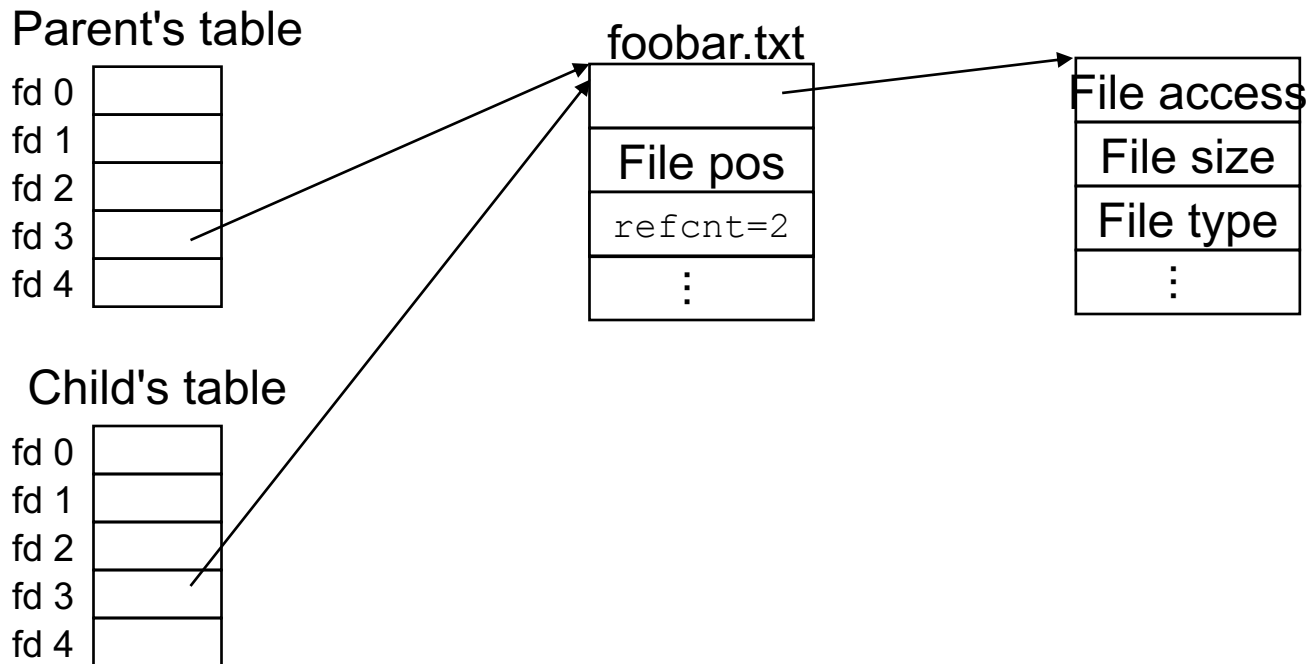 Parent's table
fd 0
fd 1
fd 2
fd 3
fd 4
foobar.txt
File pos
refcnt=2
⋮
File access
File size
File type
⋮
Child's table
fd 0
fd 1
fd 2
fd 3
fd 4